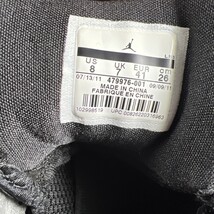 US UK EUR cm
8 7 41 26
07/13/11 479976-001 09/09/11
MADE IN CHINA
FABRIQUE EN CHINE